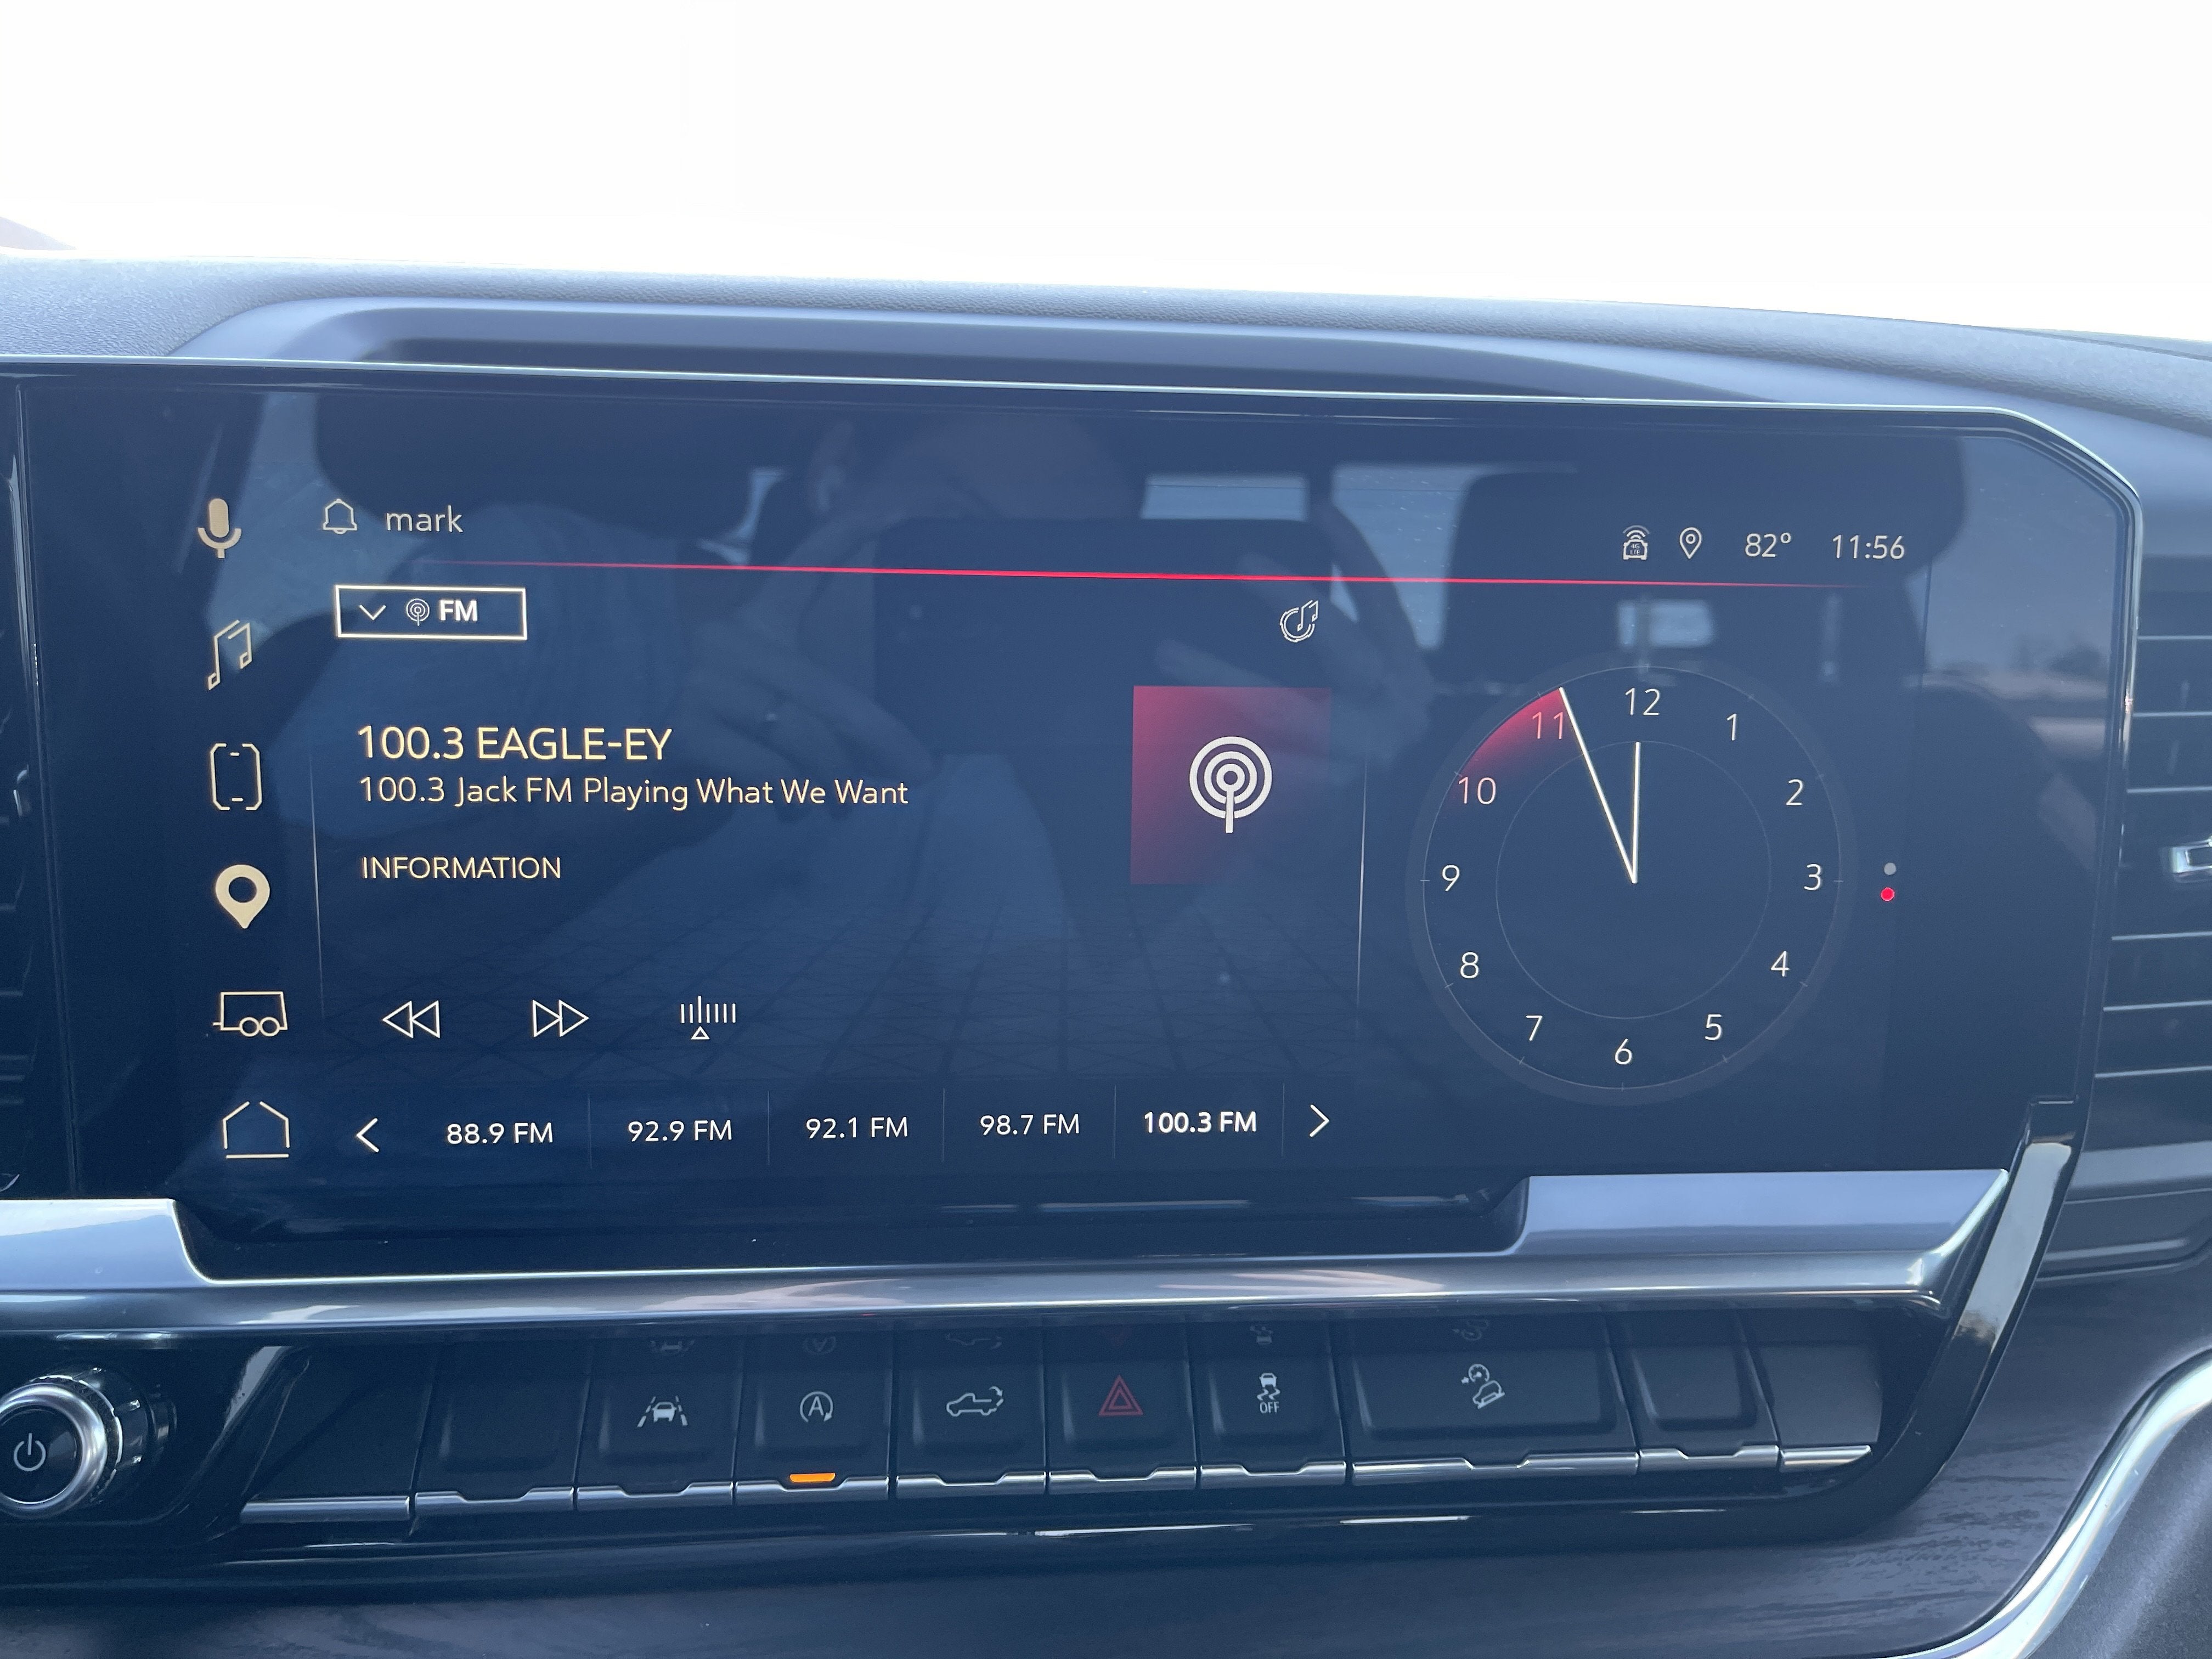 mark
82° 11:56
FM
100.3 EAGLE-EY
100.3 Jack FM Playing What We Want
INFORMATION
12
1
2
3
4
5
6
7
8
9
10
11
88.9 FM 92.9 FM 92.1 FM 98.7 FM 100.3 FM
A
OFF